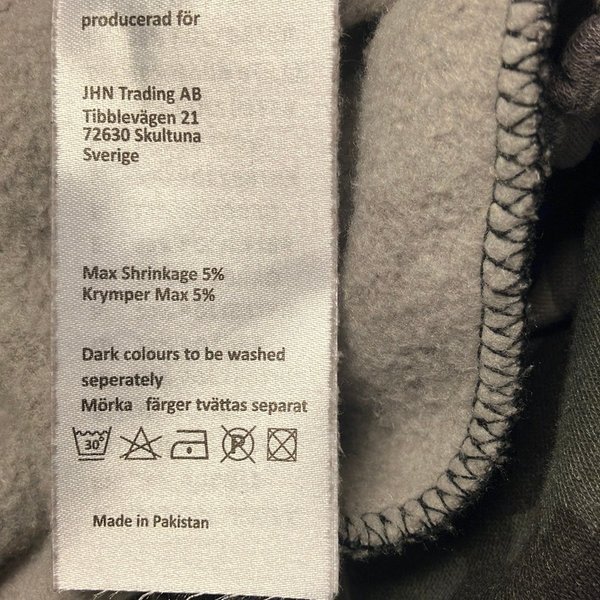 producerad för
JHN Trading AB
Tibblevägen 21
72630 Skultuna
Sverige
Max Shrinkage 5%
Krymper Max 5%
Dark colours to be washed
seperately
Mörka färger tvättas separat
30° P
Made in Pakistan